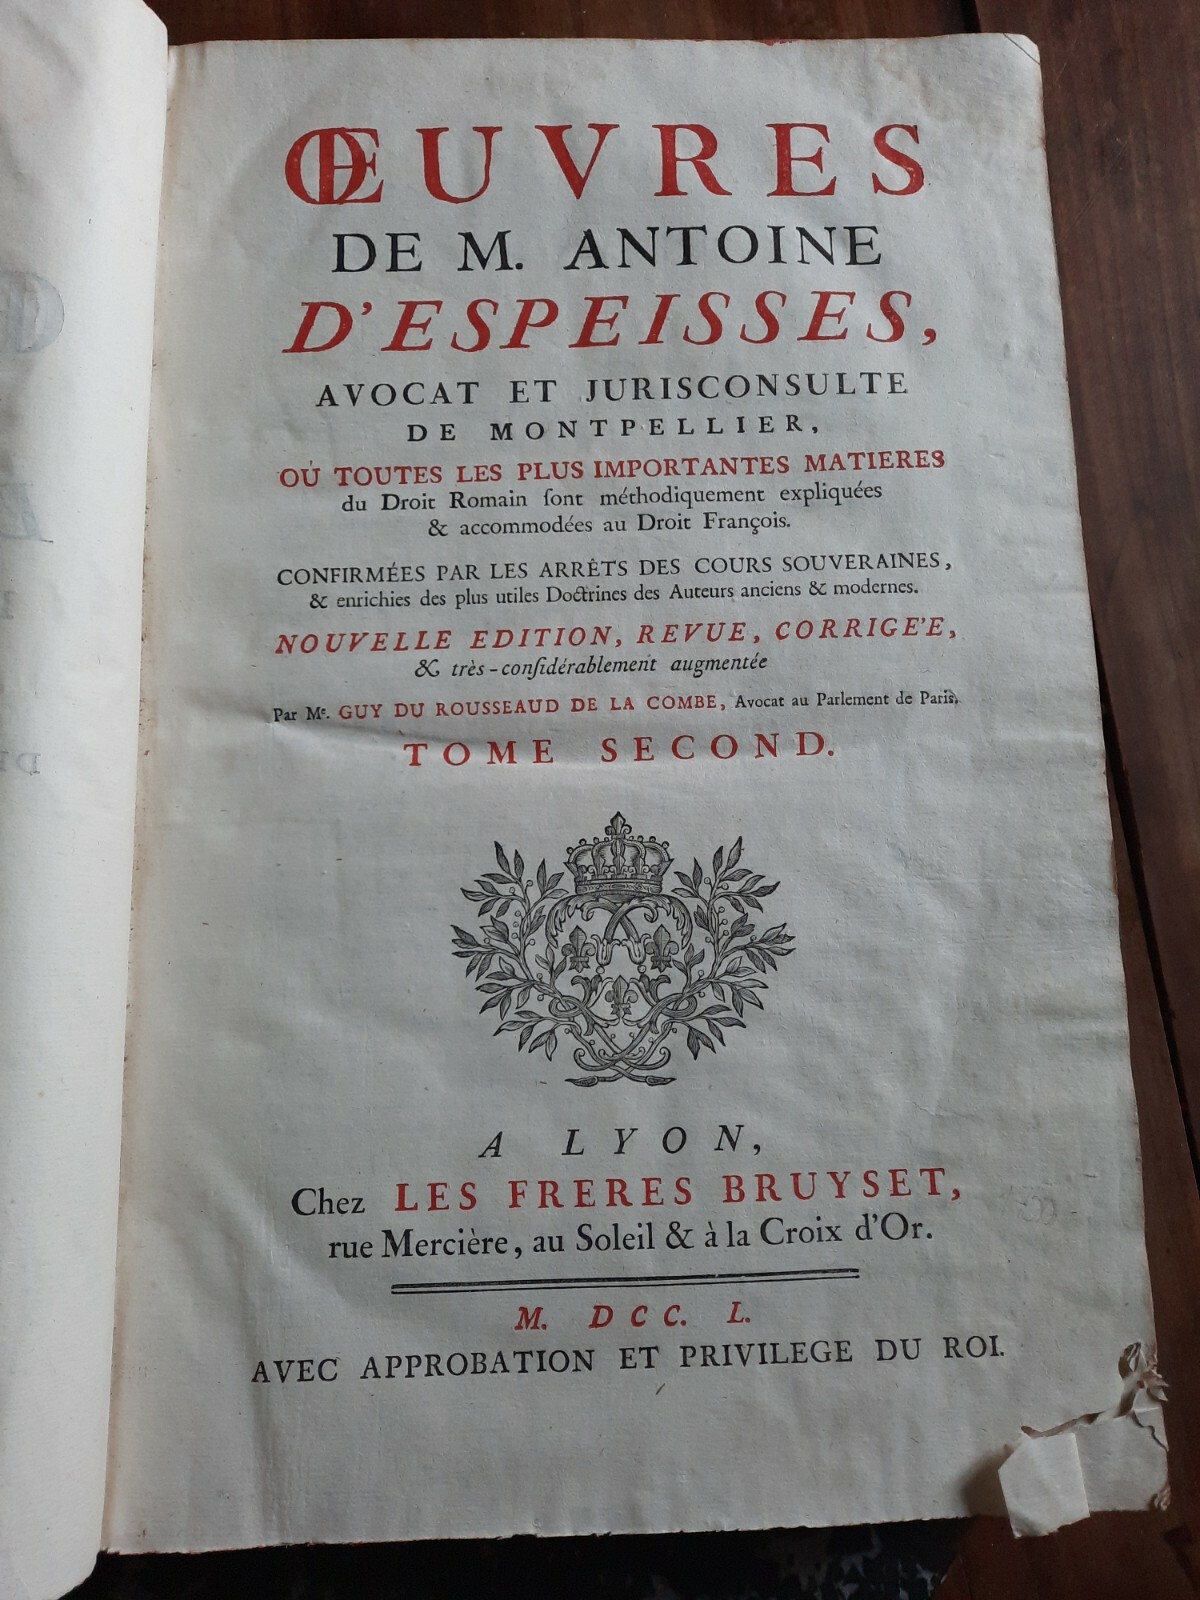 ŒUVRES
DE M. ANTOINE
D'ESPEISSES,
AVOCAT ET JURISCONSULTE
DE MONTPELLIER,
OÙ TOUTES LES PLUS IMPORTANTES MATIERES
du Droit Romain ſont méthodiquement expliquées
& accommodées au Droit François.
CONFIRMÉES PAR LES ARRÊTS DES COURS SOUVERAINES,
& enrichies des plus utiles Doctrines des Auteurs anciens & modernes.
NOUVELLE EDITION, REVUE, CORRIGE'E,
& très-conſidérablement augmentée
Par Me. GUY DU ROUSSEAUD DE LA COMBE, Avocat au Parlement de Paris.
TOME SECOND.
A LYON,
Chez LES FRERES BRUYSET,
rue Mercière, au Soleil & à la Croix d'Or.
M. DCC. L.
AVEC APPROBATION ET PRIVILEGE DU ROI.